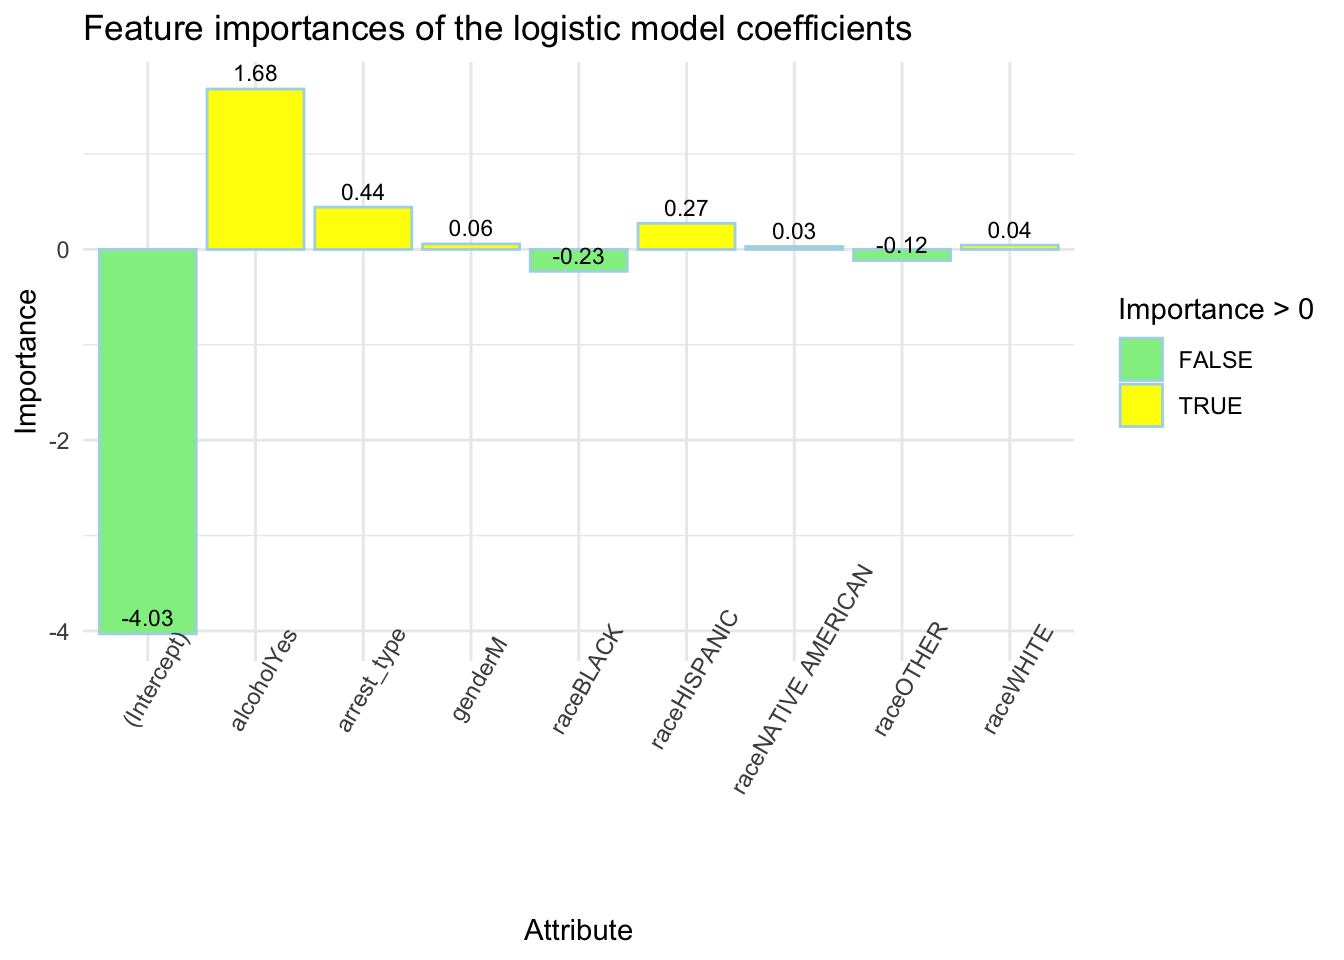 Feature importances of the logistic model coefficients
1.68
0.44
0.06
-0.23
0.27
0.03
-0.12
0.04
-4.03
0
-2
-4
Importance
(Intercept)
alcoholYes
arrest_type
genderM
raceBLACK
raceHISPANIC
raceNATIVE AMERICAN
raceOTHER
raceWHITE
Attribute
Importance > 0
FALSE
TRUE